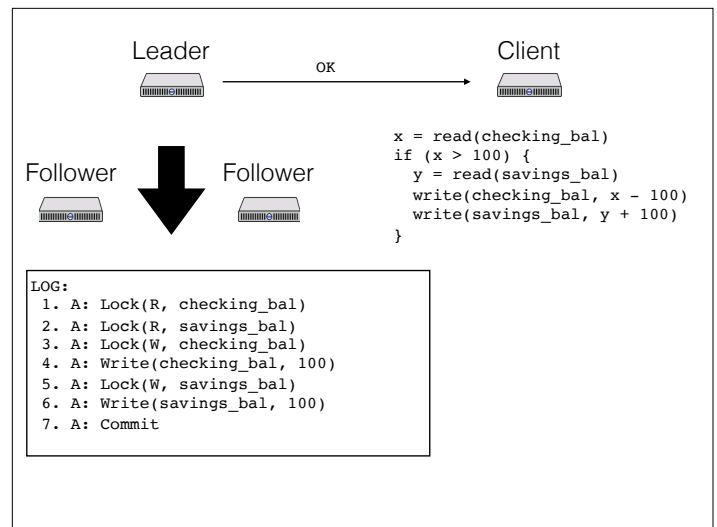 Leader
Client
OK
Follower
Follower
x = read(checking_bal)
if (x > 100) {
  y = read(savings_bal)
  write(checking_bal, x - 100)
  write(savings_bal, y + 100)
}
LOG:
1. A: Lock(R, checking_bal)
2. A: Lock(R, savings_bal)
3. A: Lock(W, checking_bal)
4. A: Write(checking_bal, 100)
5. A: Lock(W, savings_bal)
6. A: Write(savings_bal, 100)
7. A: Commit